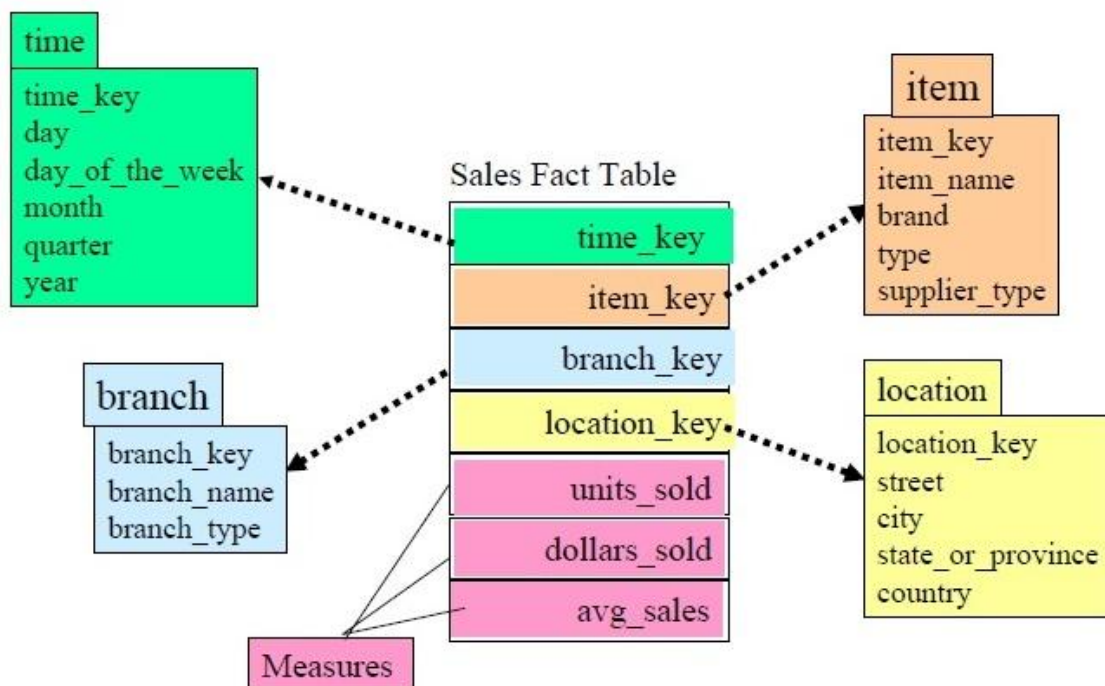 time
time_key
day
day_of_the_week
month
quarter
year
item
item_key
item_name
brand
type
supplier_type
Sales Fact Table
time_key
item_key
branch_key
location_key
units_sold
dollars_sold
avg_sales
branch
branch_key
branch_name
branch_type
location
location_key
street
city
state_or_province
country
Measures